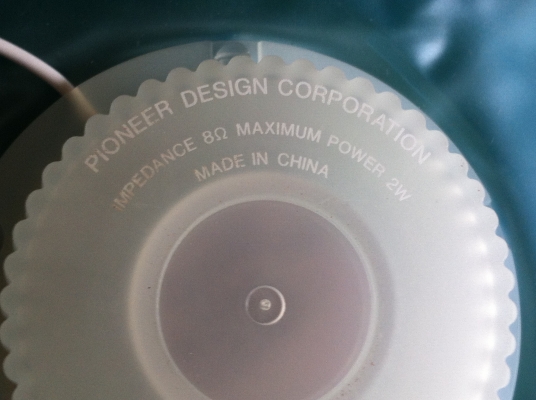 PIONEER DESIGN CORPORATION
IMPEDANCE 8Ω MAXIMUM POWER 2W
MADE IN CHINA